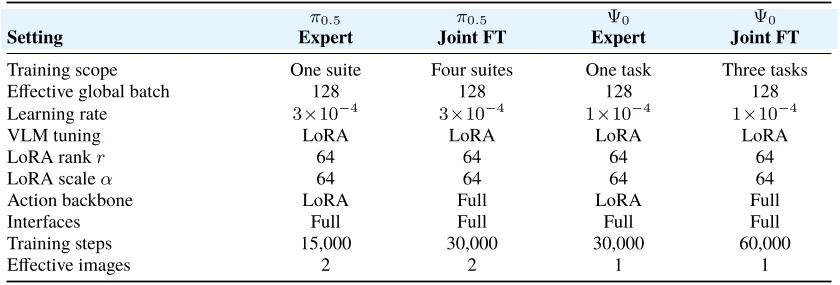 π0.5 π0.5 Ψ0 Ψ0
Setting Expert Joint FT Expert Joint FT
Training scope One suite Four suites One task Three tasks
Effective global batch 128 128 128 128
Learning rate 3×10⁻⁴ 3×10⁻⁴ 1×10⁻⁴ 1×10⁻⁴
VLM tuning LoRA LoRA LoRA LoRA
LoRA rank r 64 64 64 64
LoRA scale α 64 64 64 64
Action backbone LoRA Full LoRA Full
Interfaces Full Full Full Full
Training steps 15,000 30,000 30,000 60,000
Effective images 2 2 1 1